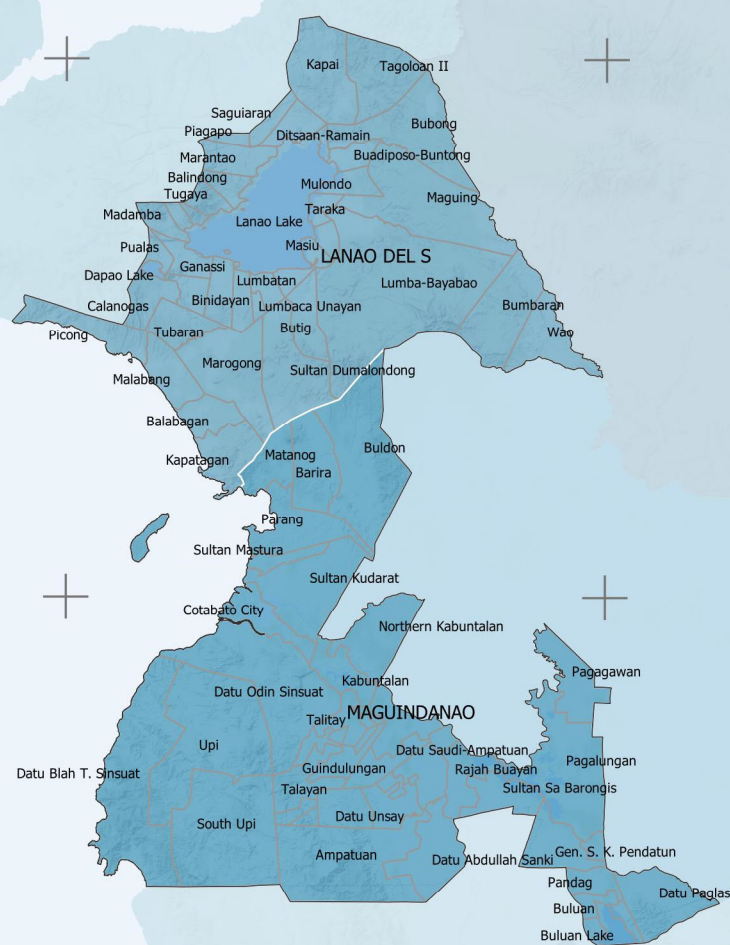 Kapai
Tagoloan II
Saguiaran
Bubong
Piagapo
Ditsaan-Ramain
Marantao
Buadiposo-Buntong
Balindong
Mulondo
Tugaya
Maguing
Madamba
Taraka
Lanao Lake
Pualas
Masiu
LANAO DEL S
Ganassi
Dapao Lake
Lumbatan
Lumba-Bayabao
Binidayan
Calanogas
Lumbaca Unayan
Bumbaran
Picong
Tubaran
Butig
Wao
Marogong
Sultan Dumalondong
Malabang
Balabagan
Buldon
Matanog
Kapatagan
Barira
Parang
Sultan Mastura
Sultan Kudarat
Cotabato City
Northern Kabuntalan
Pagagawan
Kabuntalan
Datu Odin Sinsuat
MAGUINDANAO
Talitay
Upi
Datu Saudi-Ampatuan
Pagalungan
Guindulungan
Rajah Buayan
Datu Blah T. Sinsuat
Talayan
Sultan Sa Barongis
Datu Unsay
South Upi
Ampatuan
Datu Abdullah Sanki
Gen. S. K. Pendatun
Pandag
Datu Paglas
Buluan
Buluan Lake